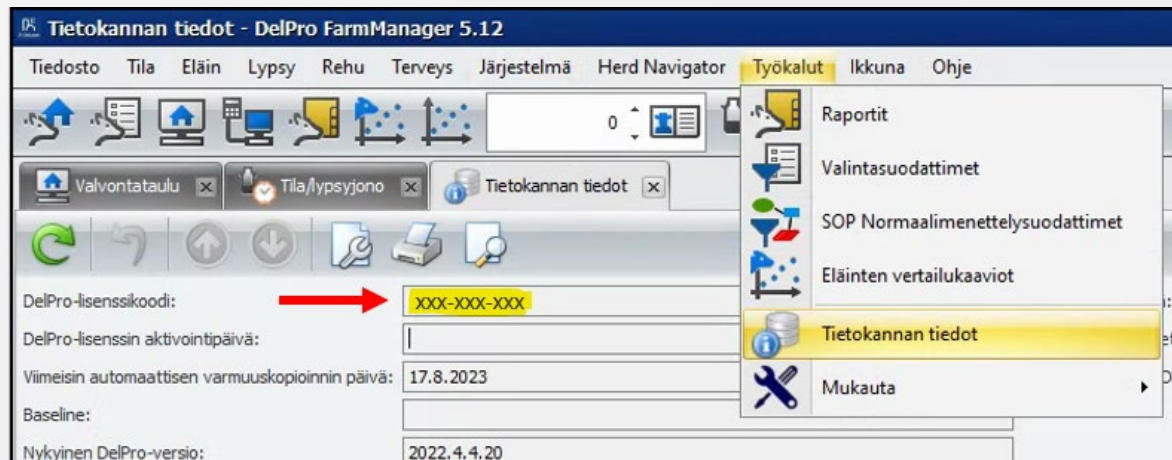 Tietokannan tiedot - DelPro FarmManager 5.12
Tiedosto Tila Eläin Lypsy Rehu Terveys Järjestelmä Herd Navigator Työkalut Ikkuna Ohje
0
Raportit
Valintasuodattimet
SOP Normaalimenettelysuodattimet
Eläinten vertailukaaviot
Tietokannan tiedot
Mukauta
Valvontataulu Tila/lypsyjono Tietokannan tiedot
DelPro-lisenssikoodi: XXX-XXX-XXX
DelPro-lisenssin aktivointipäivä:
Viimeisin automaattisen varmuuskopioinnin päivä: 17.8.2023
Baseline:
Nykyinen DelPro-versio: 2022.4.4.20